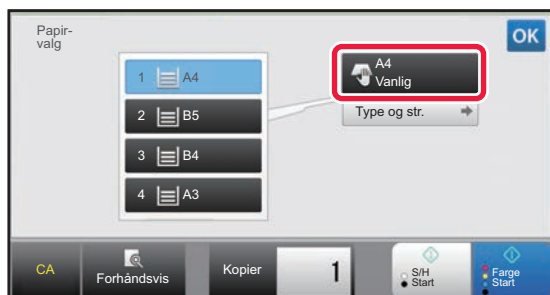 Papir-
valg
OK
1 A4
2 B5
3 B4
4 A3
A4
Vanlig
Type og str.
CA
Forhåndsvis
Kopier
1
S/H
Start
Farge
Start